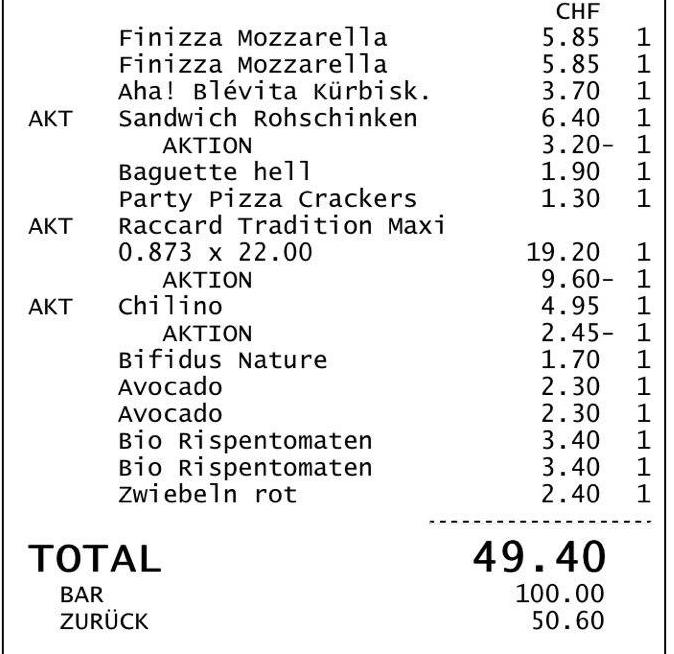 CHF
Finizza Mozzarella 5.85 1
Finizza Mozzarella 5.85 1
Aha! Blévita Kürbisk. 3.70 1
AKT Sandwich Rohschinken 6.40 1
AKTION 3.20- 1
Baguette hell 1.90 1
Party Pizza Crackers 1.30 1
AKT Raccard Tradition Maxi
0.873 x 22.00 19.20 1
AKTION 9.60- 1
AKT Chilino 4.95 1
AKTION 2.45- 1
Bifidus Nature 1.70 1
Avocado 2.30 1
Avocado 2.30 1
Bio Rispentomaten 3.40 1
Bio Rispentomaten 3.40 1
Zwiebeln rot 2.40 1
TOTAL 49.40
BAR 100.00
ZURÜCK 50.60